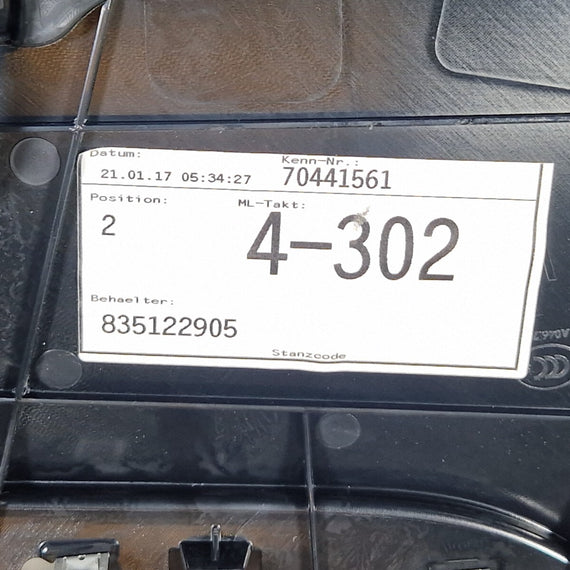 Datum: Kenn-Nr.:
21.01.17 05:34:27 70441561
Position: ML-Takt:
2 4-302
Behaelter:
835122905
Stanzcode